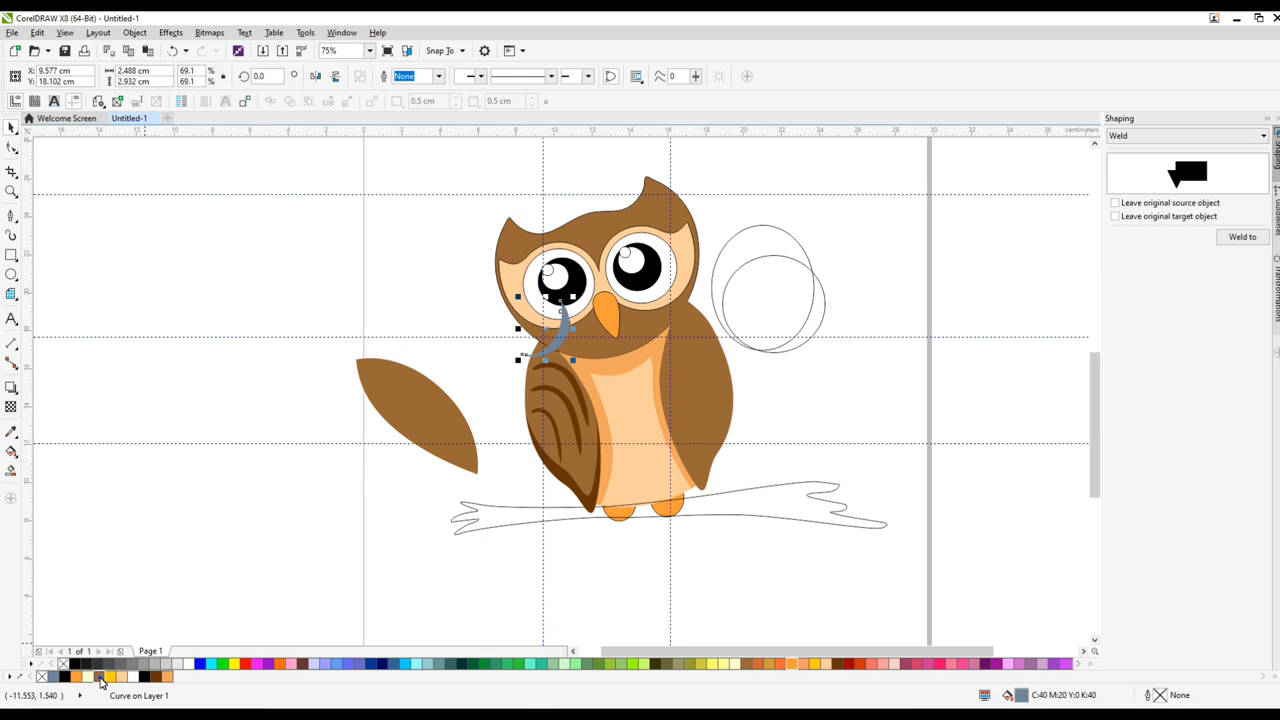 CorelDRAW X8 (64-Bit) - Untitled-1
File Edit View Layout Object Effects Bitmaps Text Table Tools Window Help
75% Snap To
X: 9.577 cm 2.488 cm 69.1 % 0.0 None 0
Y: 18.102 cm 2.932 cm 69.1 %
0.5 cm 0.5 cm
Welcome Screen Untitled-1
centimeters
Shaping
Weld
Leave original source object
Leave original target object
Weld to
Shaping
1 of 1 Page 1
( -11.553, 1.540 ) Curve on Layer 1 C:40 M:20 Y:0 K:40 None